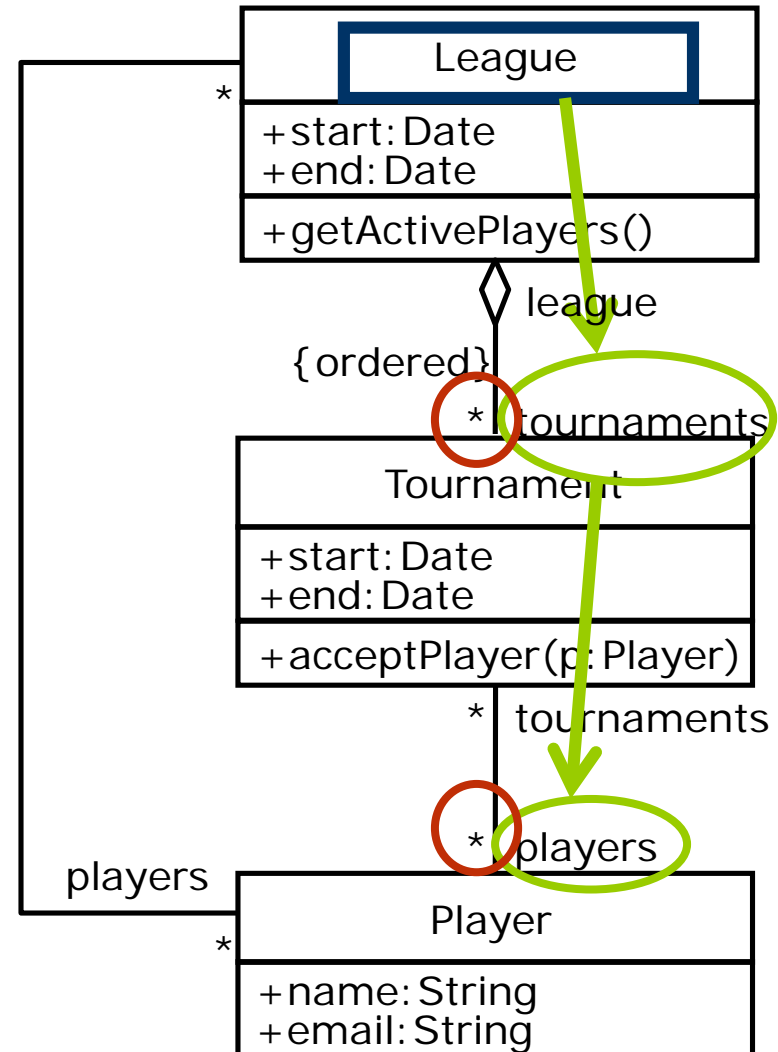 League
*
+start:Date
+end:Date
+getActivePlayers()
league
{ordered}
* tournaments
Tournament
+start:Date
+end:Date
+acceptPlayer(p:Player)
* tournaments
* players
players
Player
*
+name:String
+email:String